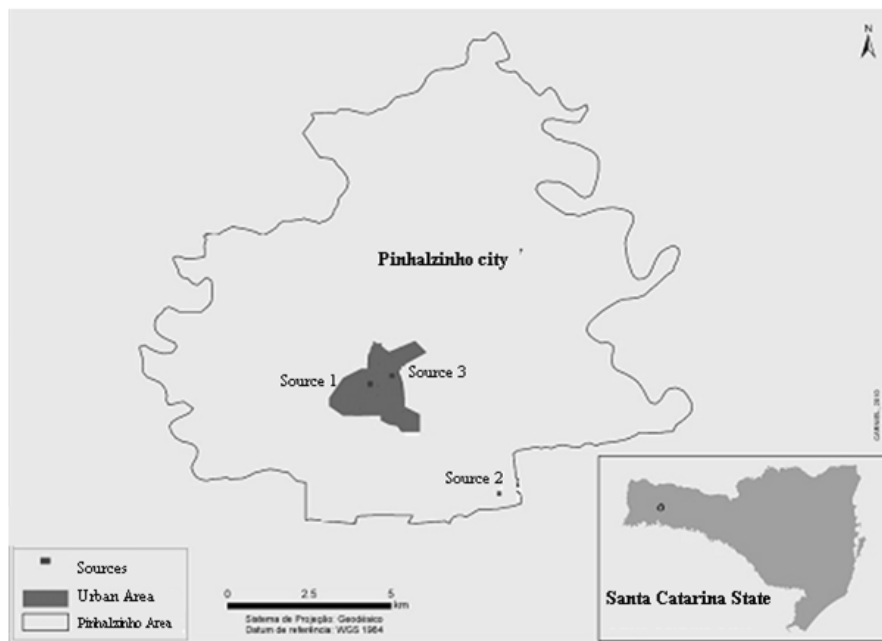 N
Pinhalzinho city
Source 1
Source 3
Source 2
Sources
Urban Area
Pinhalzinho Area
0 2.5 5
km
Sistema de Projeção: Geodésico
Datum de referência: WGS 1984
Santa Catarina State